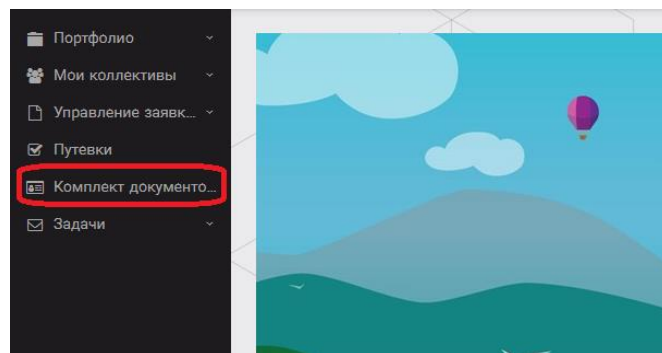 Портфолио
Мои коллективы
Управление заявк...
Путевки
Комплект документо...
Задачи